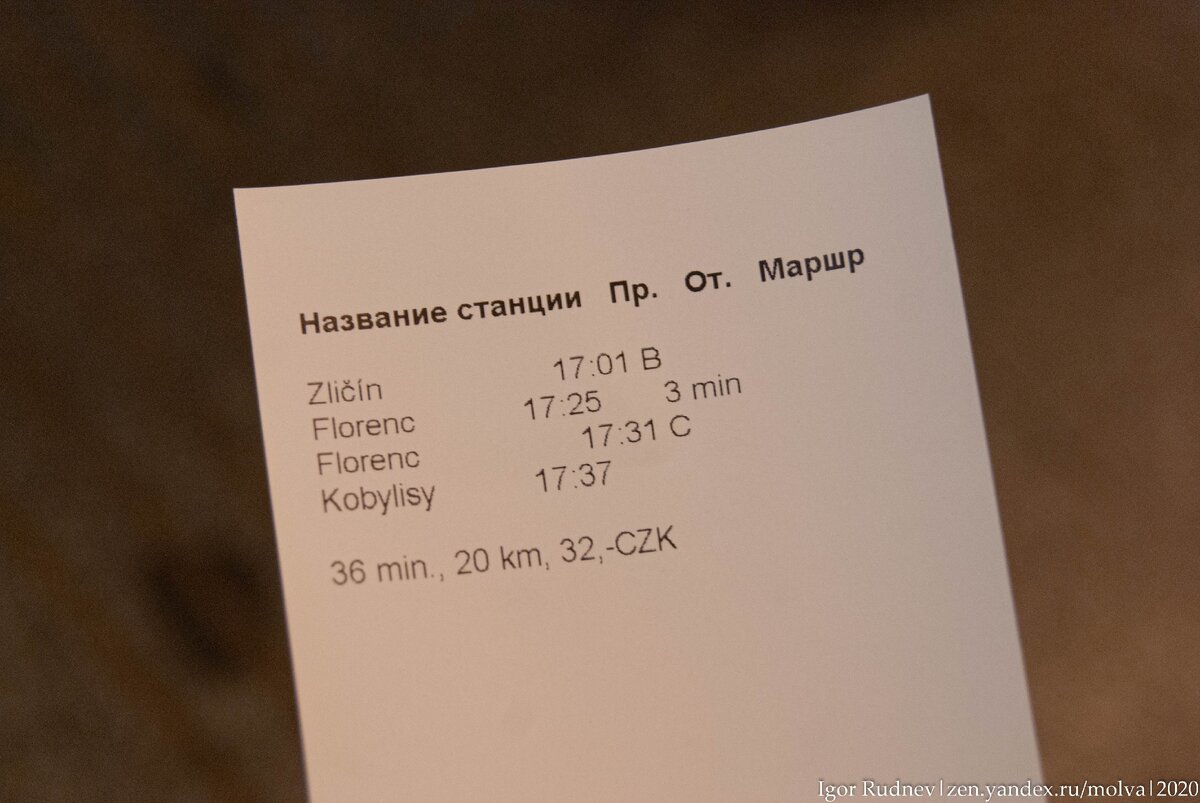 Название станции Пр. От. Маршр
Zličín 17:01 B
Florenc 17:25 3 min
Florenc 17:31 C
Kobylisy 17:37
36 min., 20 km, 32,-CZK
Igor Rudnev|zen.yandex.ru/molva|2020